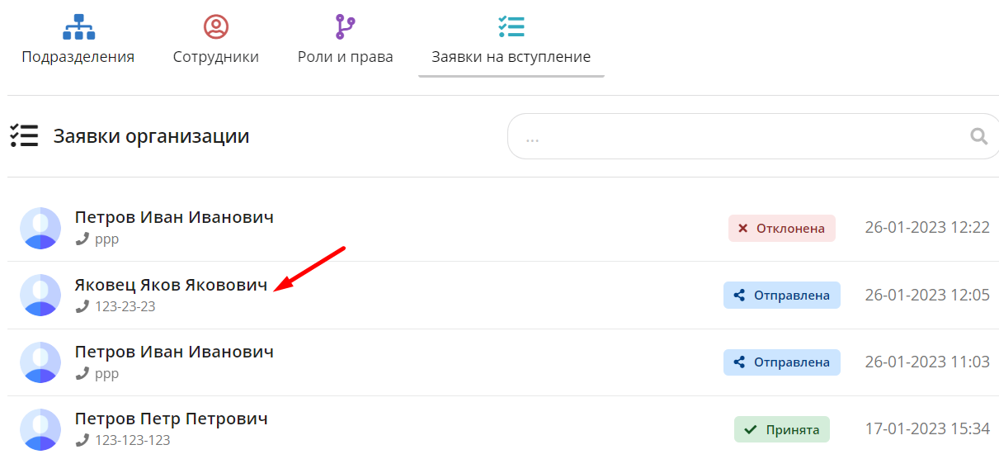 Подразделения Сотрудники Роли и права Заявки на вступление
Заявки организации ...
Петров Иван Иванович
ppp Отклонена 26-01-2023 12:22
Яковец Яков Яковович
123-23-23 Отправлена 26-01-2023 12:05
Петров Иван Иванович
ppp Отправлена 26-01-2023 11:03
Петров Петр Петрович
123-123-123 Принята 17-01-2023 15:34